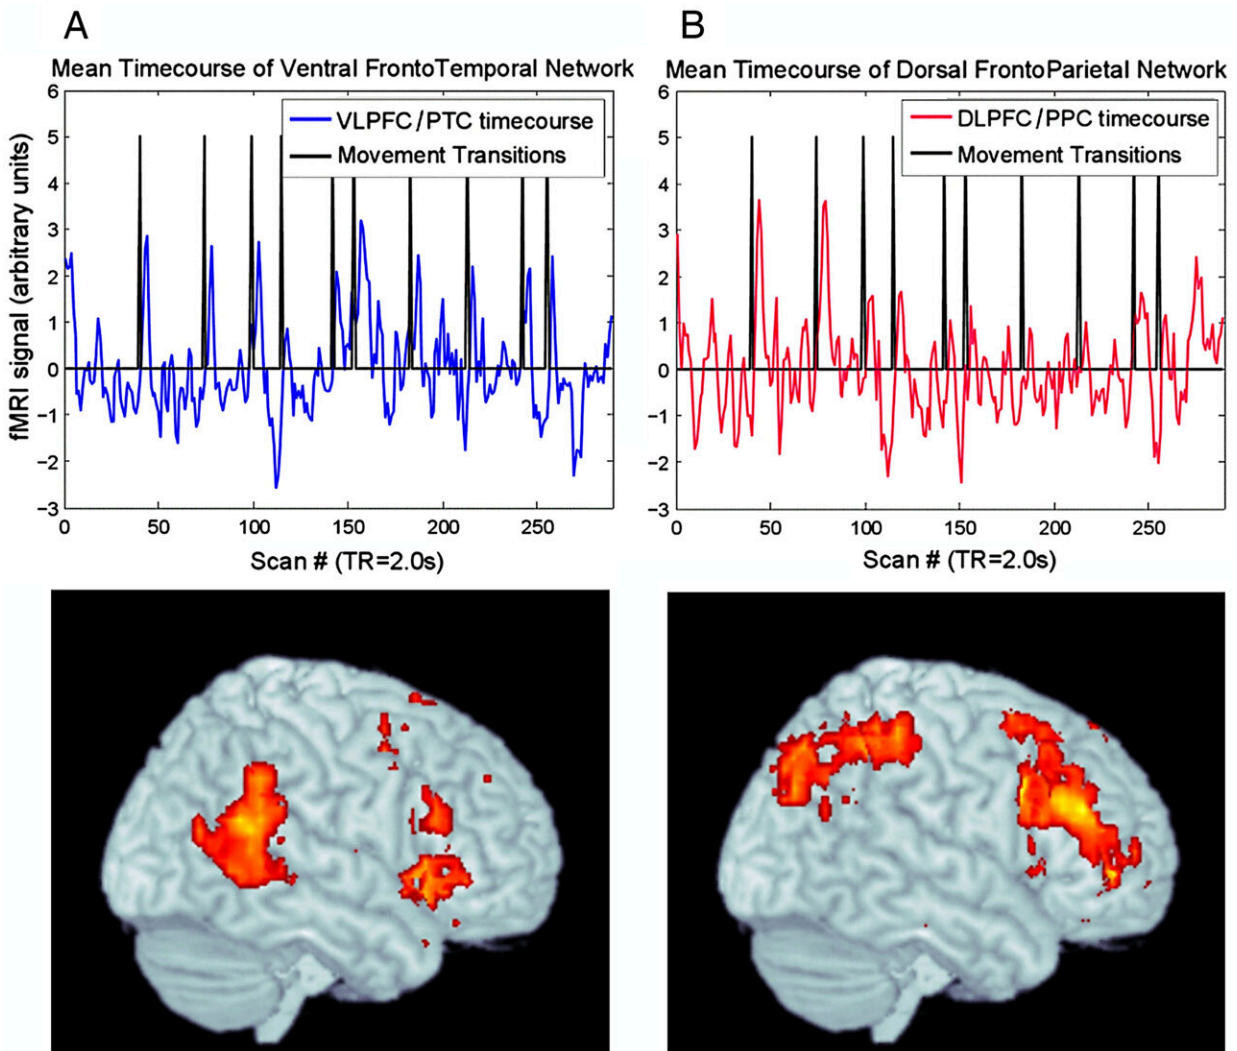 A
Mean Timecourse of Ventral FrontoTemporal Network
6
5
4
3
2
1
0
−1
−2
−3
fMRI signal (arbitrary units)
VLPFC/PTC timecourse
Movement Transitions
0 50 100 150 200 250
Scan # (TR=2.0s)
B
Mean Timecourse of Dorsal FrontoParietal Network
6
5
4
3
2
1
0
−1
−2
−3
DLPFC/PPC timecourse
Movement Transitions
0 50 100 150 200 250
Scan # (TR=2.0s)